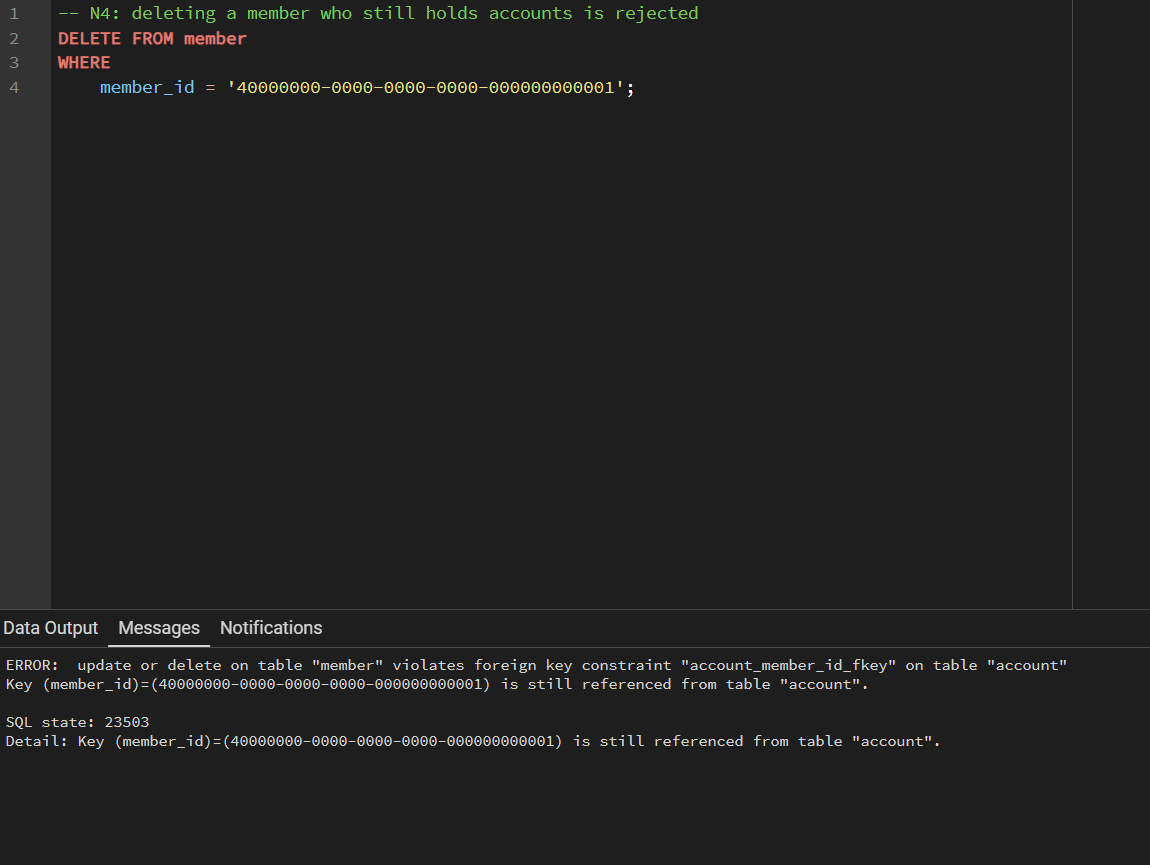 1 -- N4: deleting a member who still holds accounts is rejected
2 DELETE FROM member
3 WHERE
4     member_id = '40000000-0000-0000-0000-000000000001';
Data Output Messages Notifications
ERROR:  update or delete on table "member" violates foreign key constraint "account_member_id_fkey" on table "account"
Key (member_id)=(40000000-0000-0000-0000-000000000001) is still referenced from table "account".
SQL state: 23503
Detail: Key (member_id)=(40000000-0000-0000-0000-000000000001) is still referenced from table "account".